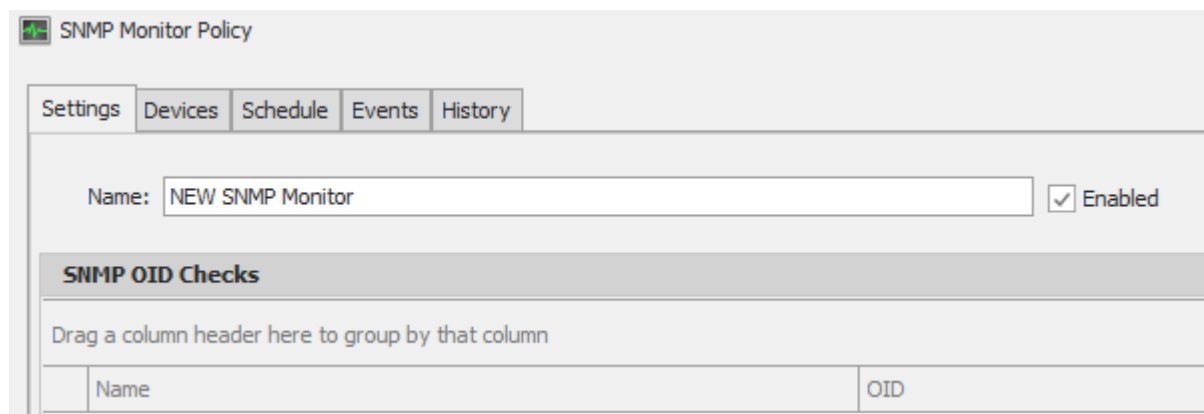 SNMP Monitor Policy
Settings Devices Schedule Events History
Name: NEW SNMP Monitor Enabled
SNMP OID Checks
Drag a column header here to group by that column
Name OID